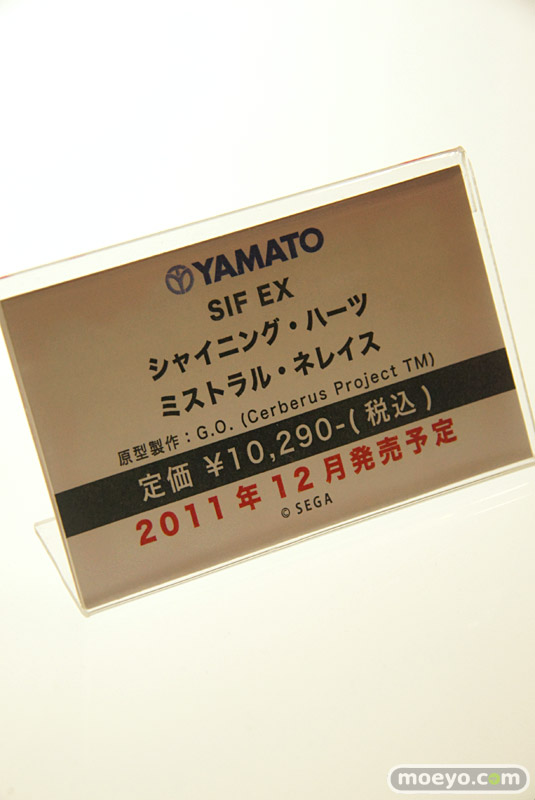 YAMATO
SIF EX
シャイニング・ハーツ
ミストラル・ネレイス
原型製作：G.O. (Cerberus Project TM)
定価 ¥10,290-(税込)
2011年12月発売予定
© SEGA
moeyo.com